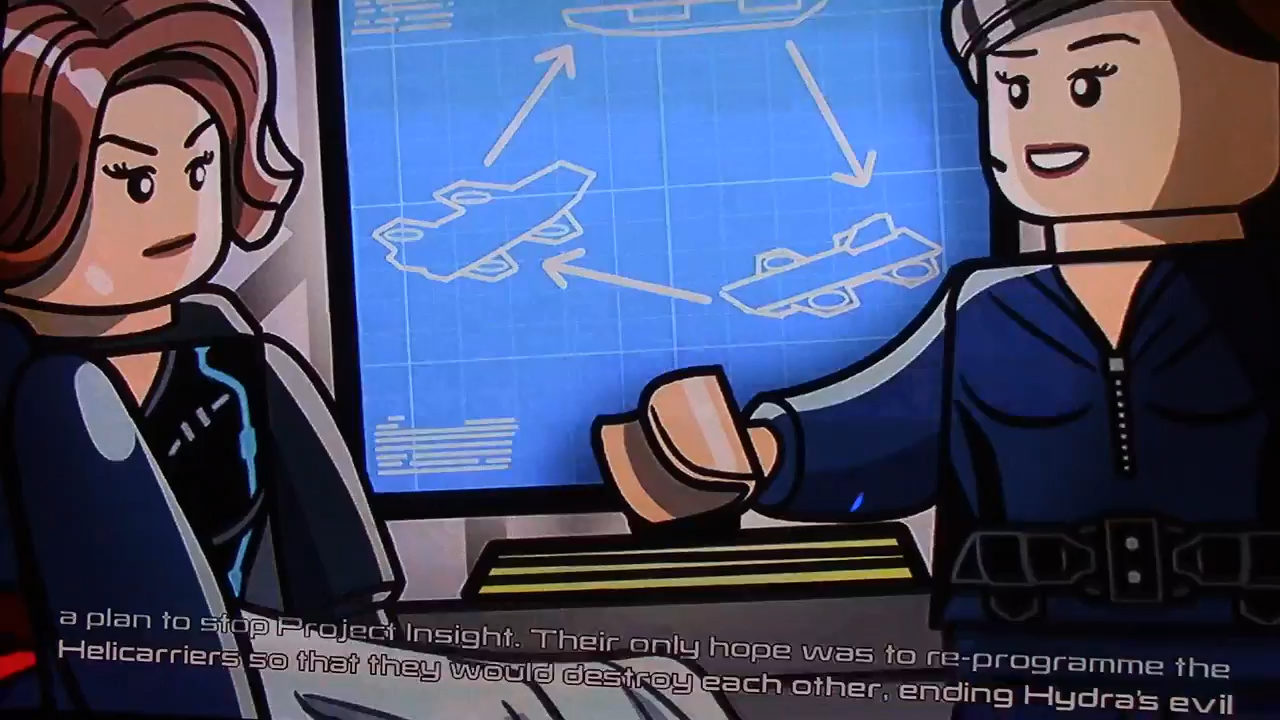 a plan to stop Project Insight. Their only hope was to re-programme the
Helicarriers so that they would destroy each other, ending Hydra's evil